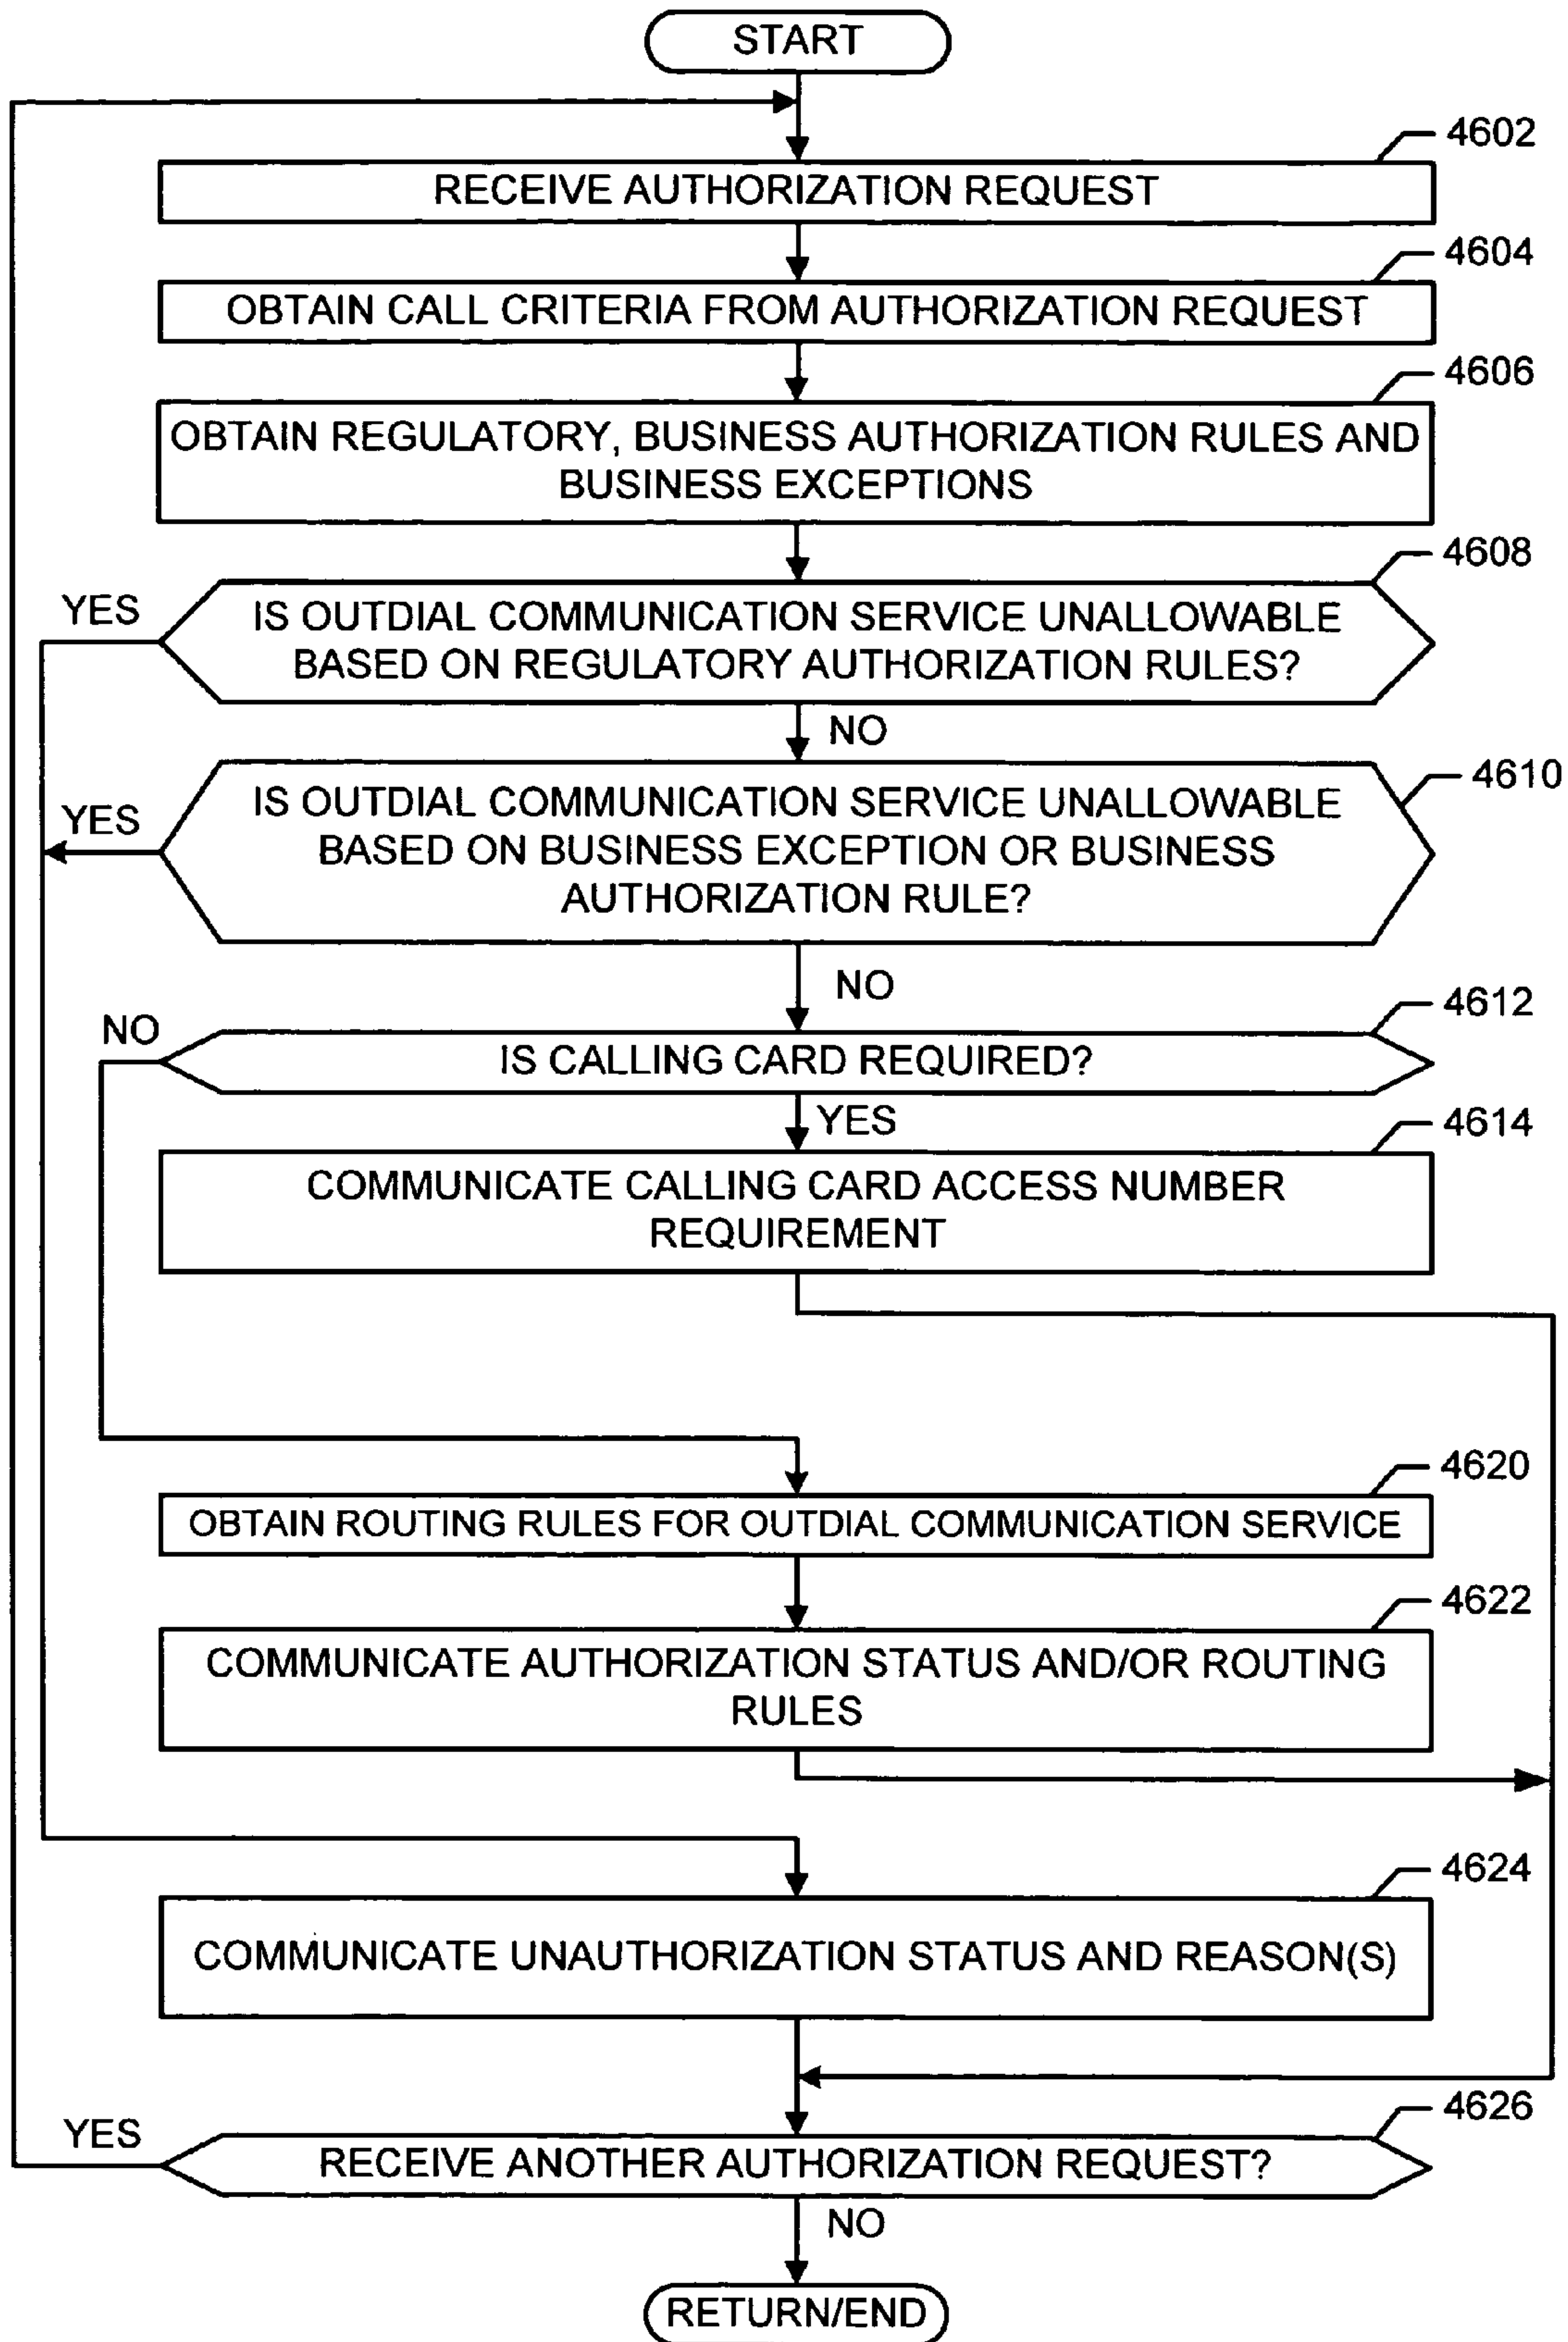 START
4602
RECEIVE AUTHORIZATION REQUEST
4604
OBTAIN CALL CRITERIA FROM AUTHORIZATION REQUEST
4606
OBTAIN REGULATORY, BUSINESS AUTHORIZATION RULES AND
BUSINESS EXCEPTIONS
4608
YES
IS OUTDIAL COMMUNICATION SERVICE UNALLOWABLE
BASED ON REGULATORY AUTHORIZATION RULES?
NO
4610
YES
IS OUTDIAL COMMUNICATION SERVICE UNALLOWABLE
BASED ON BUSINESS EXCEPTION OR BUSINESS
AUTHORIZATION RULE?
NO
4612
NO
IS CALLING CARD REQUIRED?
YES
4614
COMMUNICATE CALLING CARD ACCESS NUMBER
REQUIREMENT
4620
OBTAIN ROUTING RULES FOR OUTDIAL COMMUNICATION SERVICE
4622
COMMUNICATE AUTHORIZATION STATUS AND/OR ROUTING
RULES
4624
COMMUNICATE UNAUTHORIZATION STATUS AND REASON(S)
4626
YES
RECEIVE ANOTHER AUTHORIZATION REQUEST?
NO
RETURN/END